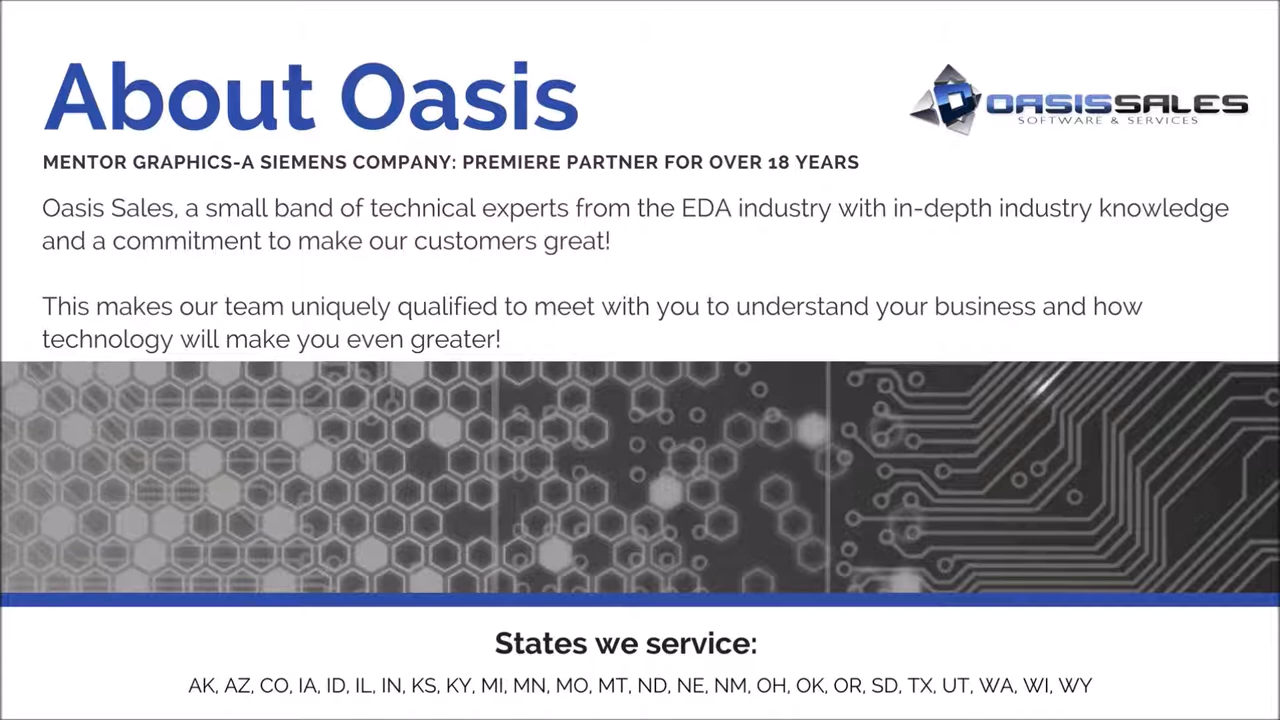 About Oasis
OASISSALES
SOFTWARE & SERVICES
MENTOR GRAPHICS-A SIEMENS COMPANY: PREMIERE PARTNER FOR OVER 18 YEARS
Oasis Sales, a small band of technical experts from the EDA industry with in-depth industry knowledge
and a commitment to make our customers great!
This makes our team uniquely qualified to meet with you to understand your business and how
technology will make you even greater!
States we service:
AK, AZ, CO, IA, ID, IL, IN, KS, KY, MI, MN, MO, MT, ND, NE, NM, OH, OK, OR, SD, TX, UT, WA, WI, WY